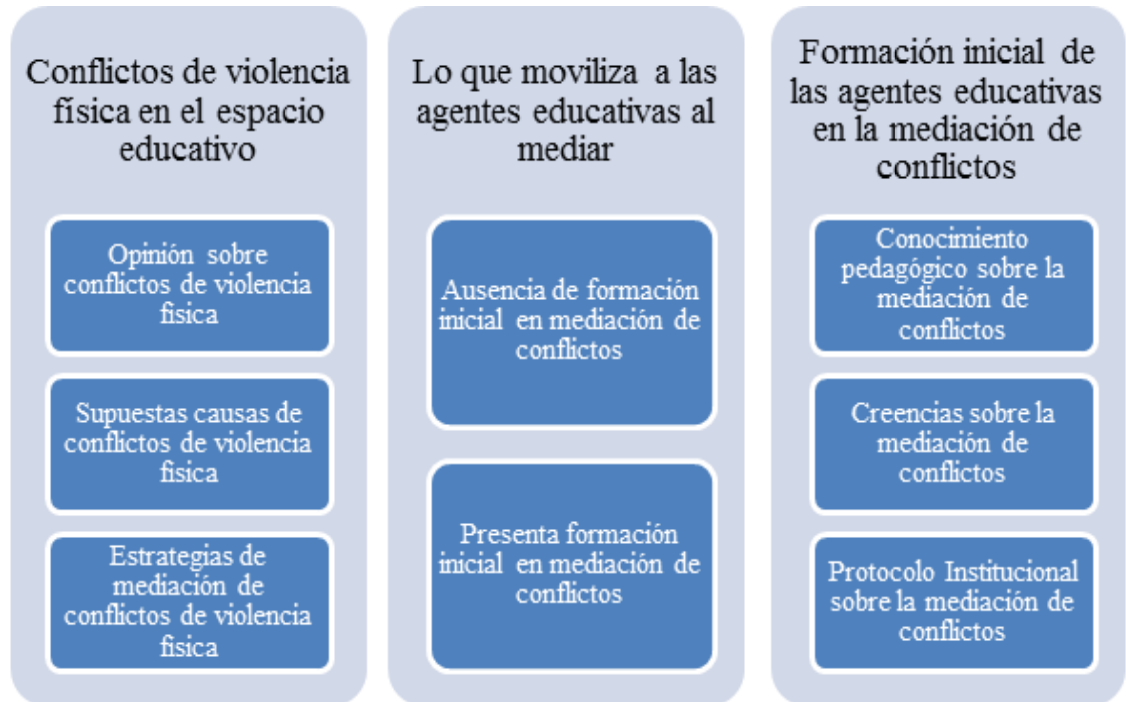 Conflictos de violencia
física en el espacio
educativo
Opinión sobre
conflictos de violencia
física
Supuestas causas de
conflictos de violencia
física
Estrategias de
mediación de
conflictos de violencia
física
Lo que moviliza a las
agentes educativas al
mediar
Ausencia de formación
inicial en mediación de
conflictos
Presenta formación
inicial en mediación de
conflictos
Formación inicial de
las agentes educativas
en la mediación de
conflictos
Conocimiento
pedagógico sobre la
mediación de
conflictos
Creencias sobre la
mediación de
conflictos
Protocolo Institucional
sobre la mediación de
conflictos